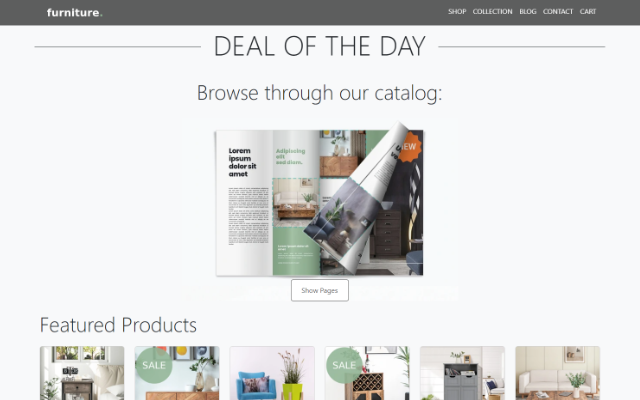 furniture.
SHOP COLLECTION BLOG CONTACT CART
DEAL OF THE DAY
Browse through our catalog:
Lorem
ipsum
dolor sit
amet
Adipiscing
elit
sed diam.
Show Pages
Featured Products
SALE
SALE